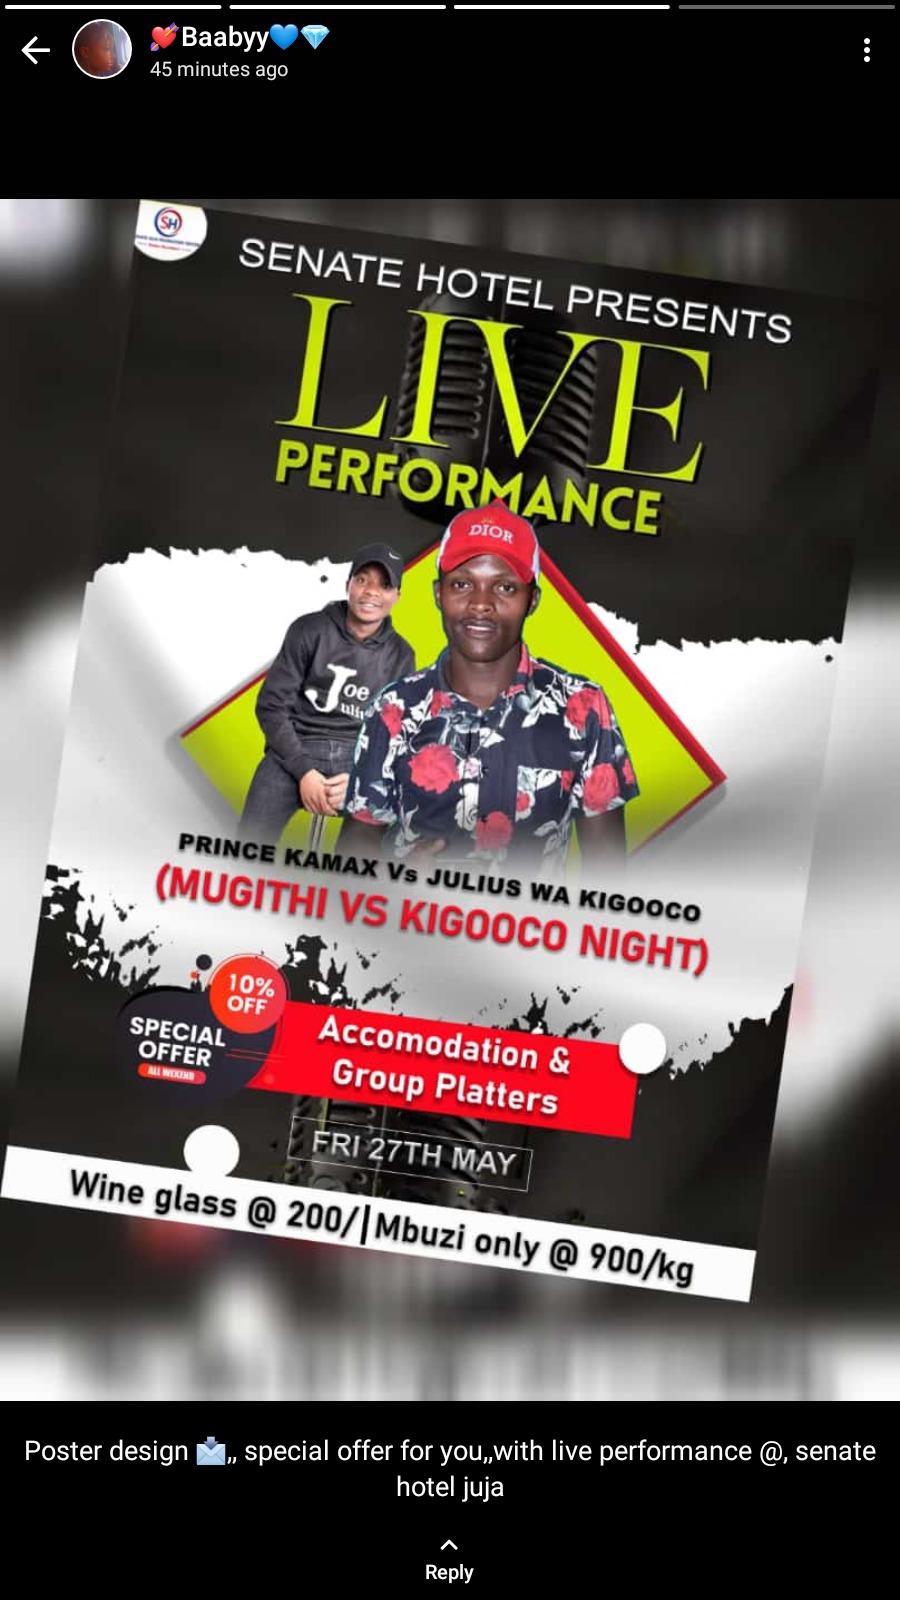 💘Baabyy💙💎
45 minutes ago
SH
SENATE HOTEL PRESENTS
LIVE
PERFORMANCE
DIOR
Joe
PRINCE KAMAX Vs JULIUS WA KIGOOCO
(MUGITHI VS KIGOOCO NIGHT)
10%
OFF
SPECIAL
OFFER
ALL WEKEND
Accomodation &
Group Platters
FRI 27TH MAY
Wine glass @ 200/|Mbuzi only @ 900/kg
Poster design 📩,, special offer for you,,with live performance @, senate
hotel juja
Reply